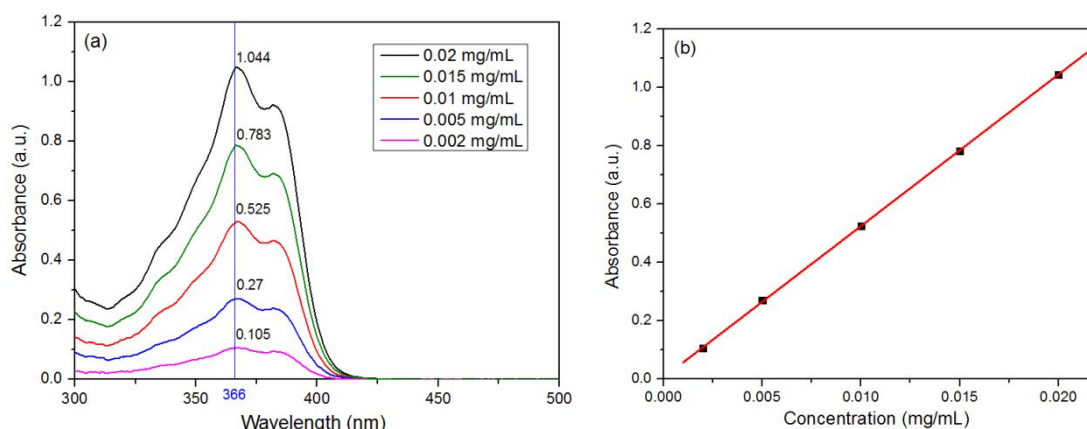 (a)
1.2
1.0
0.8
0.6
0.4
0.2
0.0
Absorbance (a.u.)
1.044
0.783
0.525
0.27
0.105
0.02 mg/mL
0.015 mg/mL
0.01 mg/mL
0.005 mg/mL
0.002 mg/mL
300
350
366
400
450
500
Wavelength (nm)
(b)
1.2
1.0
0.8
0.6
0.4
0.2
0.0
Absorbance (a.u.)
0.000
0.005
0.010
0.015
0.020
Concentration (mg/mL)